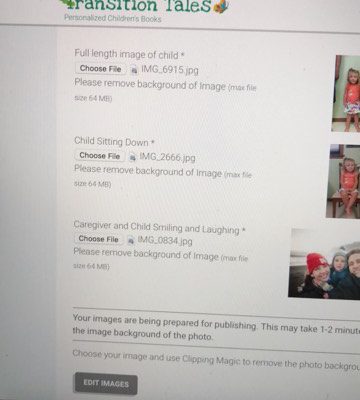 Transition Tales
Personalized Children's Books
Full length image of child *
Choose File IMG_6915.jpg
Please remove background of Image (max file
size 64 MB)
Child Sitting Down *
Choose File IMG_2666.jpg
Please remove background of Image (max file
size 64 MB)
Caregiver and Child Smiling and Laughing *
Choose File IMG_0834.jpg
Please remove background of Image (max file
size 64 MB)
Your images are being prepared for publishing. This may take 1-2 minute
the image background of the photo.
Choose your image and use Clipping Magic to remove the photo backgrou
EDIT IMAGES